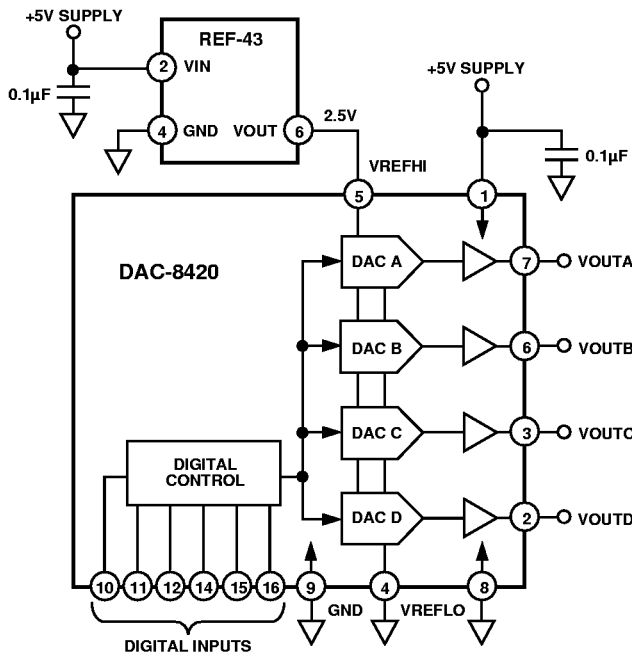 +5V SUPPLY
REF-43
2 VIN
0.1µF
4 GND VOUT 6
2.5V
+5V SUPPLY
0.1µF
VREFHI
5 1
DAC-8420
DAC A 7 VOUTA
DAC B 6 VOUTB
DAC C 3 VOUTC
DAC D 2 VOUTD
DIGITAL
CONTROL
10 11 12 14 15 16 9 4 8
GND VREFLO
DIGITAL INPUTS